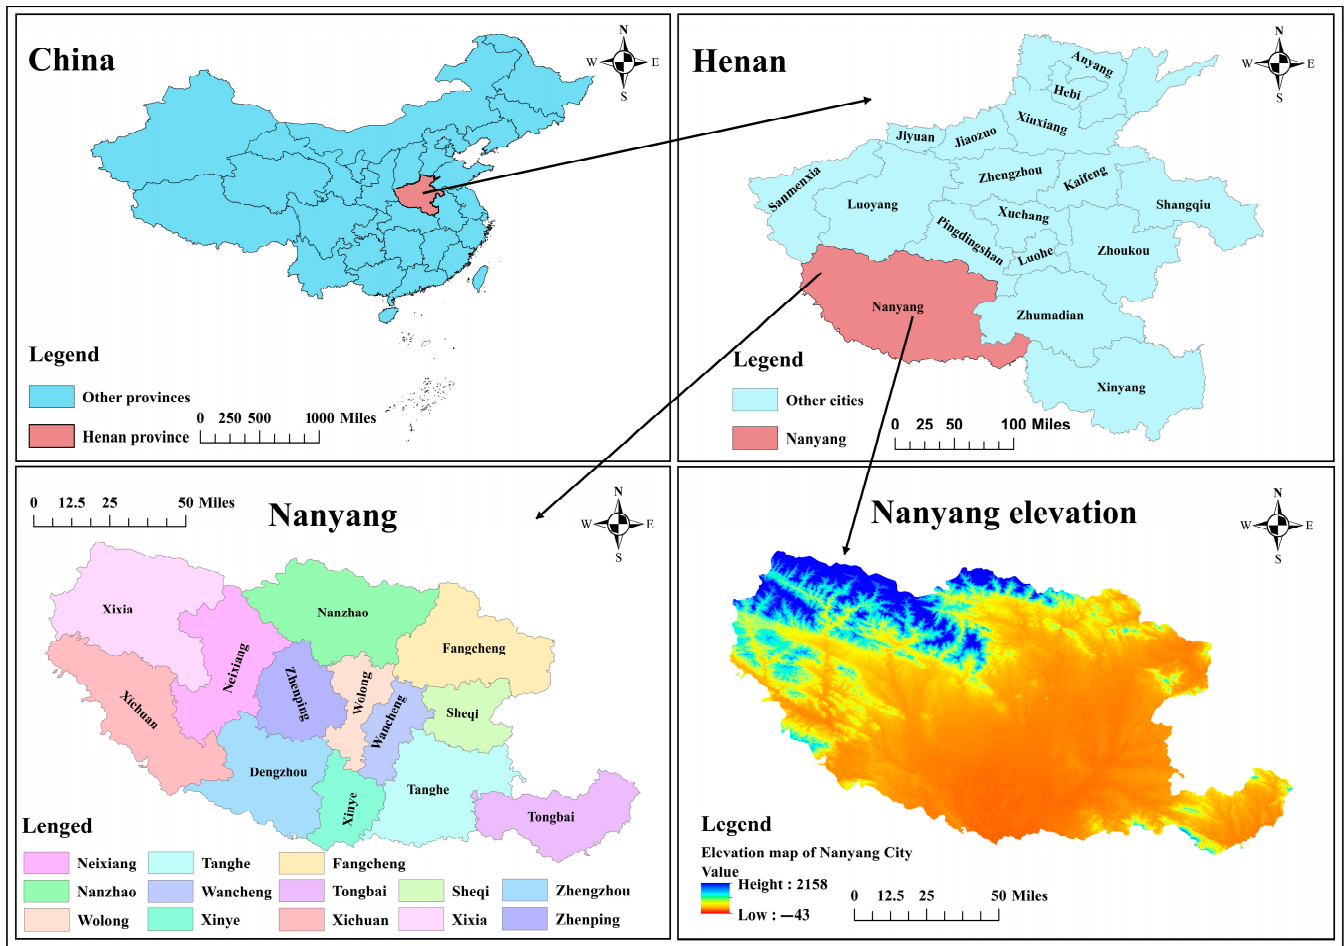 China
N
W E
S
Legend
Other provinces
Henan province
0 250 500 1000 Miles
Henan
N
W E
S
Anyang
Hebi
Xiuxiang
Jiyuan
Jiaozuo
Zhengzhou
Kaifeng
Sanmenxia
Luoyang
Shangqiu
Xuchang
Pingdingshan
Luohe
Zhoukou
Nanyang
Zhumadian
Xinyang
Legend
Other cities
Nanyang
0 25 50 100 Miles
0 12.5 25 50 Miles
Nanyang
N
W E
S
Xixia
Nanzhao
Fangcheng
Neixiang
Zhenping
Wolong
Wancheng
Xichuan
Sheqi
Dengzhou
Xinye
Tanghe
Tongbai
Lenged
Neixiang Tanghe Fangcheng
Nanzhao Wancheng Tongbai Sheqi Zhengzhou
Wolong Xinye Xichuan Xixia Zhenping
Nanyang elevation
N
W E
S
Legend
Elevation map of Nanyang City
Value
Height : 2158
Low : —43
0 12.5 25 50 Miles